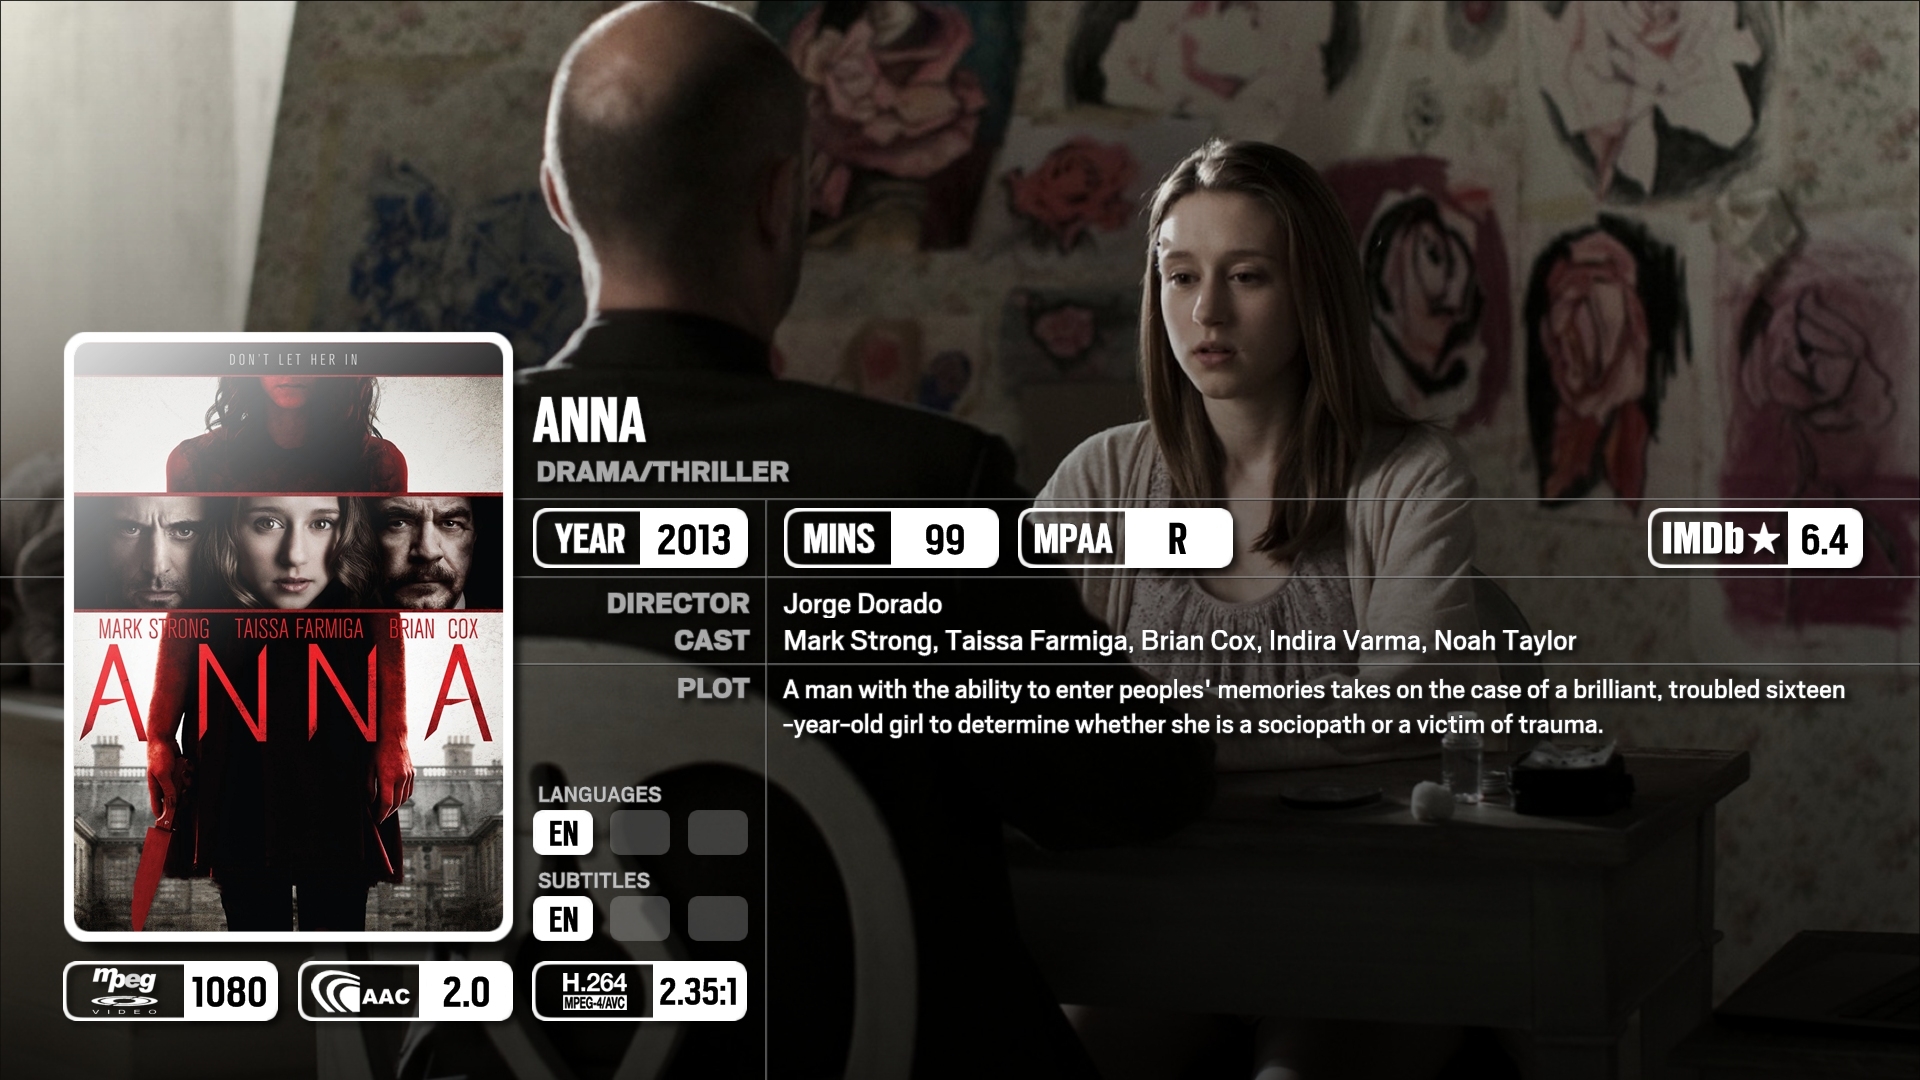 DON'T LET HER IN
MARK STRONG TAISSA FARMIGA BRIAN COX
ANNA
ANNA
DRAMA/THRILLER
YEAR 2013 MINS 99 MPAA R IMDb★ 6.4
DIRECTOR Jorge Dorado
CAST Mark Strong, Taissa Farmiga, Brian Cox, Indira Varma, Noah Taylor
PLOT A man with the ability to enter peoples' memories takes on the case of a brilliant, troubled sixteen
-year-old girl to determine whether she is a sociopath or a victim of trauma.
LANGUAGES
EN
SUBTITLES
EN
mpeg VIDEO 1080 AAC 2.0 H.264 MPEG-4/AVC 2.35:1